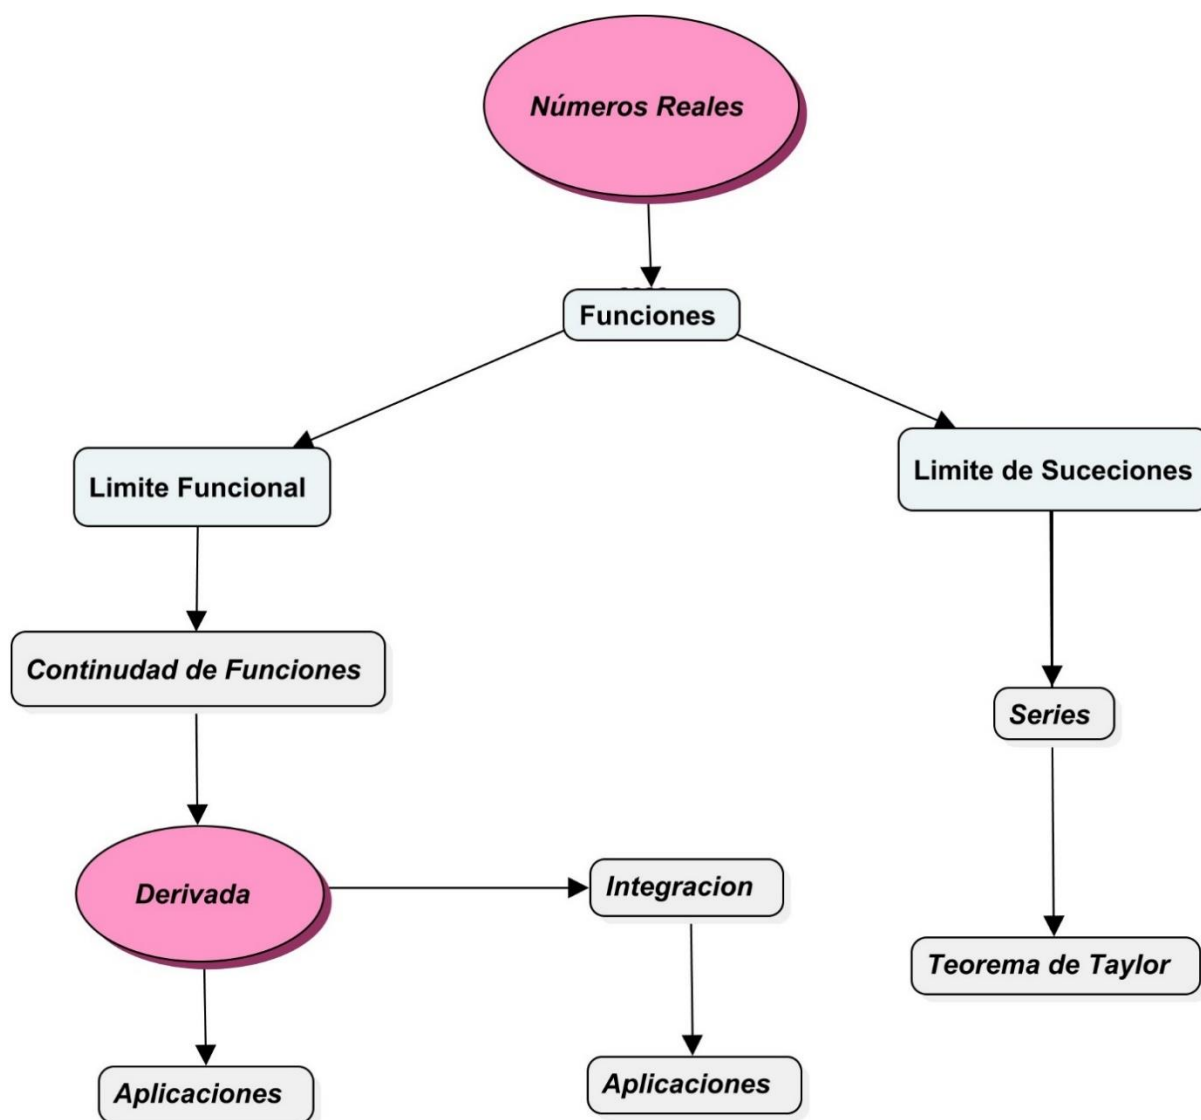 Números Reales
Funciones
Limite Funcional
Limite de Suceciones
Continudad de Funciones
Series
Derivada
Integracion
Teorema de Taylor
Aplicaciones
Aplicaciones